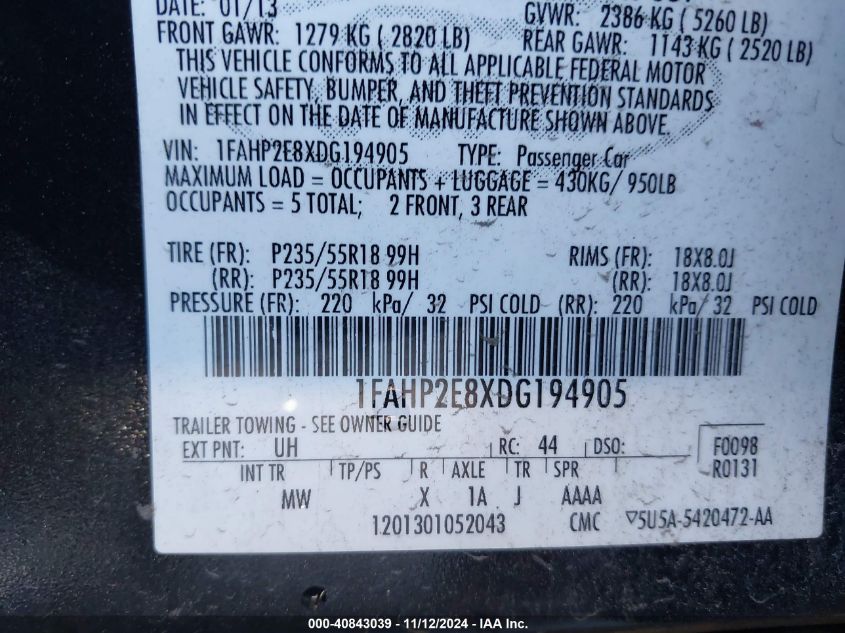 DATE: 01/13
GVWR: 2386 KG ( 5260 LB)
FRONT GAWR: 1279 KG ( 2820 LB)
REAR GAWR: 1143 KG ( 2520 LB)
THIS VEHICLE CONFORMS TO ALL APPLICABLE FEDERAL MOTOR
VEHICLE SAFETY, BUMPER, AND THEFT PREVENTION STANDARDS
IN EFFECT ON THE DATE OF MANUFACTURE SHOWN ABOVE.
VIN: 1FAHP2E8XDG194905 TYPE: Passenger Car
MAXIMUM LOAD = OCCUPANTS + LUGGAGE = 430KG/ 950LB
OCCUPANTS = 5 TOTAL; 2 FRONT, 3 REAR
TIRE (FR): P235/55R18 99H RIMS (FR): 18X8.0J
(RR): P235/55R18 99H (RR): 18X8.0J
PRESSURE (FR): 220 kPa/ 32 PSI COLD (RR): 220 kPa/ 32 PSI COLD
1FAHP2E8XDG194905
TRAILER TOWING - SEE OWNER GUIDE
EXT PNT: UH RC: 44 DSO: F0098
INT TR TP/PS R AXLE TR SPR R0131
MW X 1A J AAAA
1201301052043 CMC ▽5U5A-5420472-AA
000-40843039 - 11/12/2024 - © IAA Holdings, LLC.